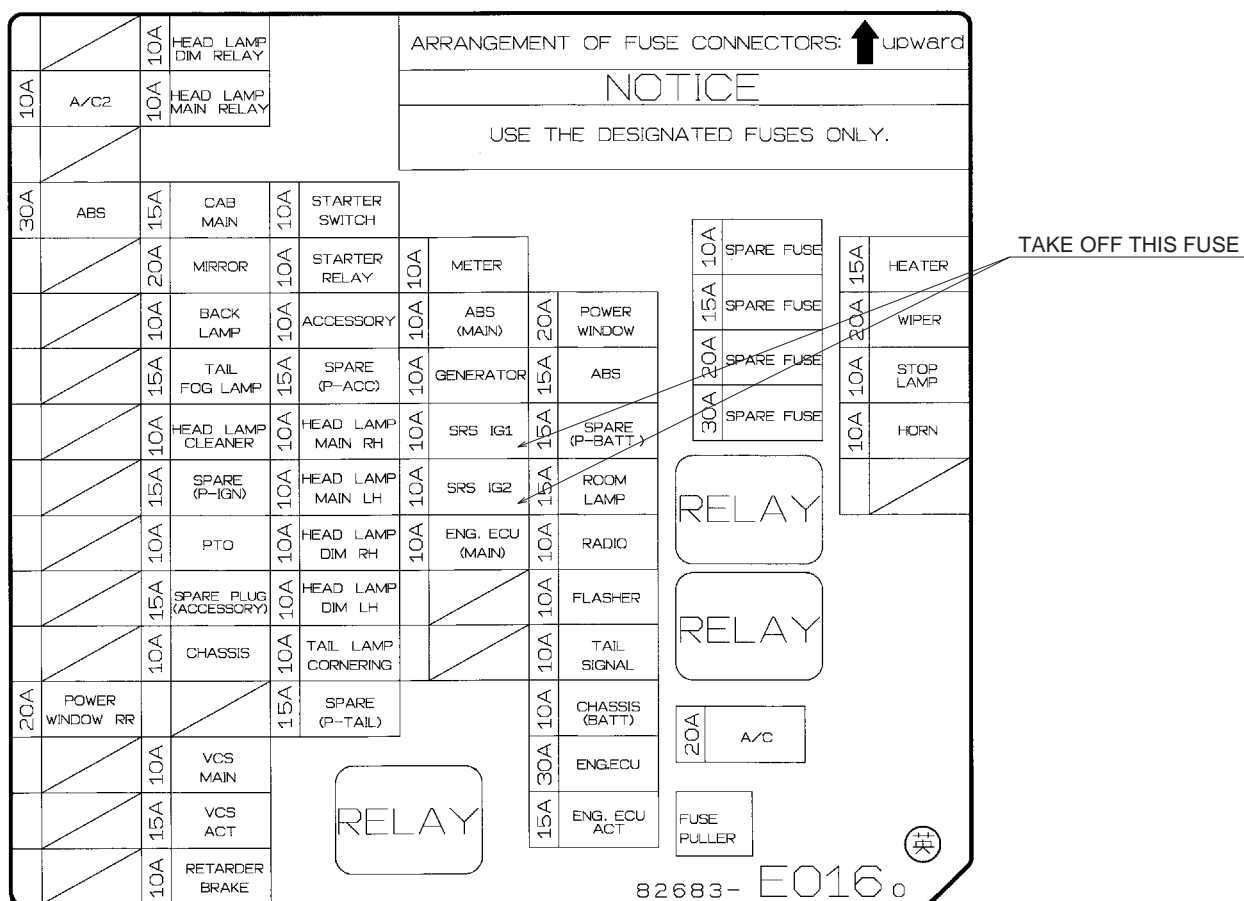 ARRANGEMENT OF FUSE CONNECTORS: upward
NOTICE
USE THE DESIGNATED FUSES ONLY.
TAKE OFF THIS FUSE
10A A/C2
30A ABS
20A POWER
WINDOW RR
10A HEAD LAMP
DIM RELAY
10A HEAD LAMP
MAIN RELAY
15A CAB
MAIN
20A MIRROR
10A BACK
LAMP
15A TAIL
FOG LAMP
10A HEAD LAMP
CLEANER
15A SPARE
(P-IGN)
10A PTO
15A SPARE PLUG
(ACCESSORY)
10A CHASSIS
10A VCS
MAIN
15A VCS
ACT
10A RETARDER
BRAKE
10A STARTER
SWITCH
10A STARTER
RELAY
10A ACCESSORY
15A SPARE
(P-ACC)
10A HEAD LAMP
MAIN RH
10A HEAD LAMP
MAIN LH
10A HEAD LAMP
DIM RH
10A HEAD LAMP
DIM LH
10A TAIL LAMP
CORNERING
15A SPARE
(P-TAIL)
10A METER
10A ABS
(MAIN)
10A GENERATOR
10A SRS IG1
10A SRS IG2
10A ENG. ECU
(MAIN)
20A POWER
WINDOW
15A ABS
15A SPARE
(P-BATT.)
15A ROOM
LAMP
10A RADIO
10A FLASHER
10A TAIL
SIGNAL
10A CHASSIS
(BATT)
30A ENG.ECU
15A ENG. ECU
ACT
10A SPARE FUSE
15A SPARE FUSE
20A SPARE FUSE
30A SPARE FUSE
15A HEATER
20A WIPER
10A STOP
LAMP
10A HORN
RELAY
RELAY
20A A/C
RELAY
FUSE
PULLER
英
82683- E016 0